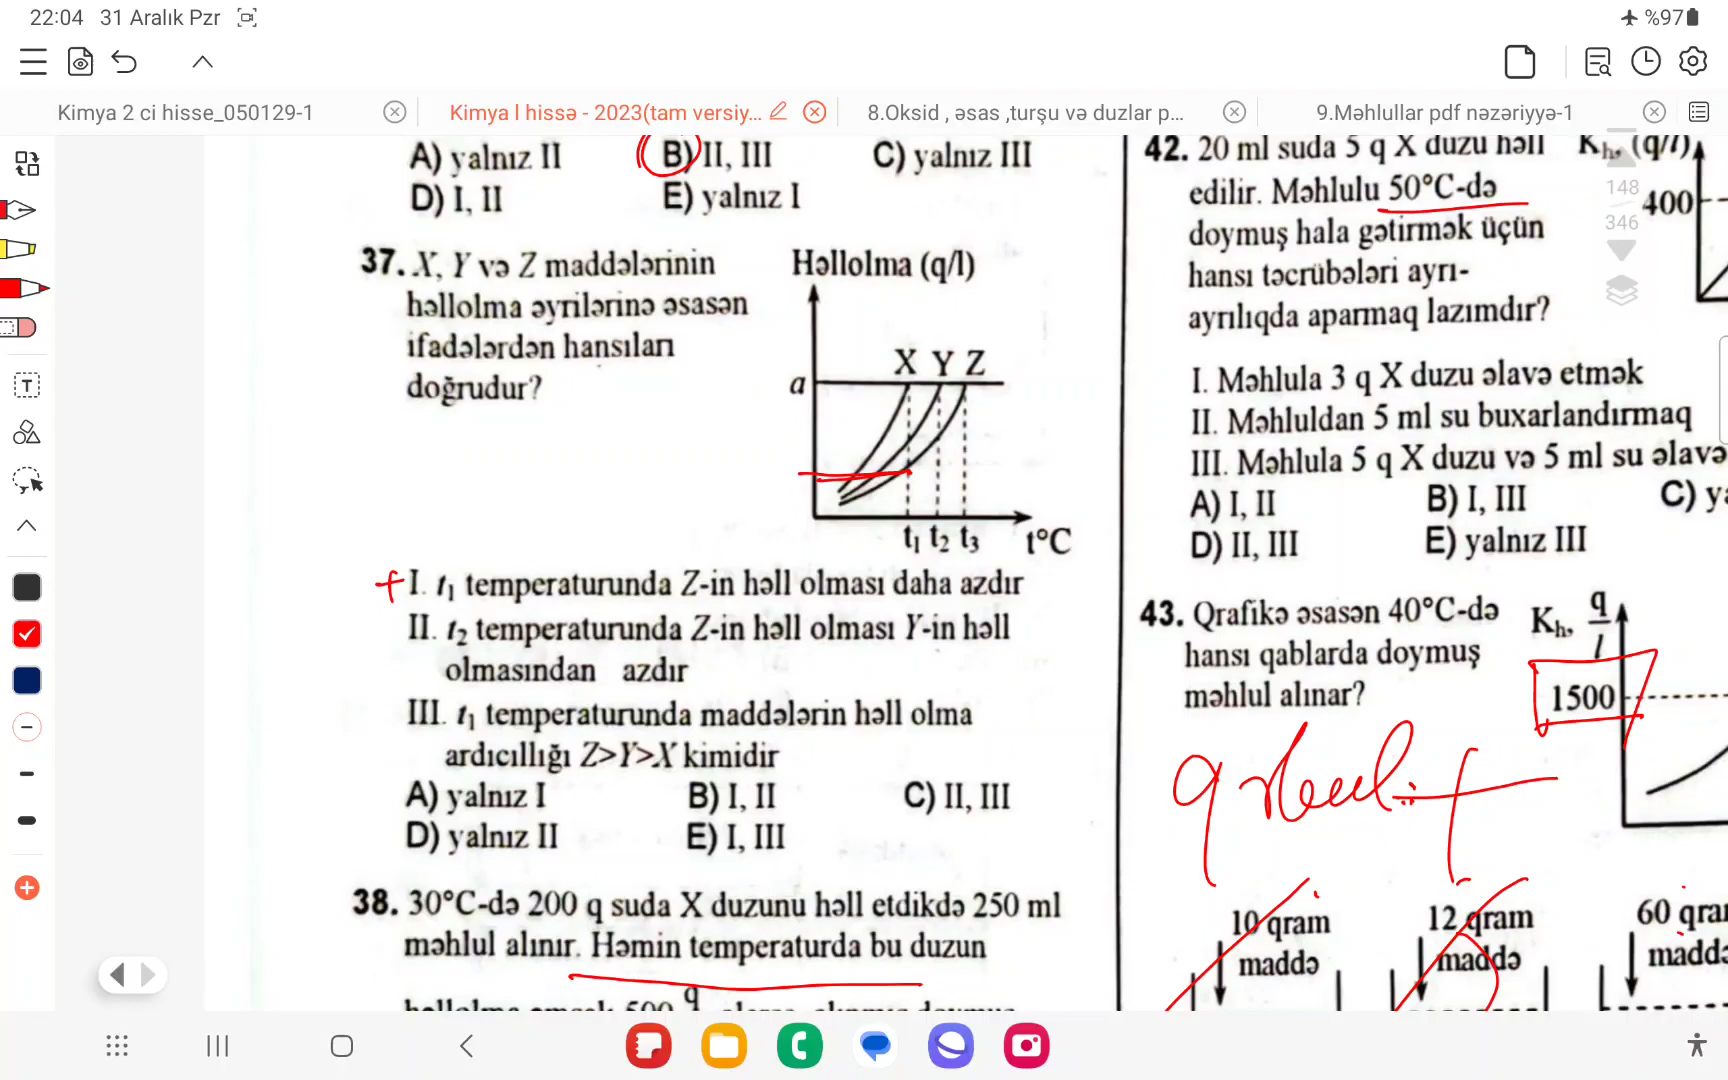 22:04 31 Aralık Pzr
%97
Kimya 2 ci hisse_050129-1
Kimya l hissə - 2023(tam versiy...
8.Oksid , əsas ,turşu və duzlar p...
9.Məhlullar pdf nəzəriyyə-1
A) yalnız II B) II, III C) yalnız III
D) I, II E) yalnız I
37. X, Y və Z maddələrinin
həllolma əyrilərinə əsasən
ifadələrdən hansıları
doğrudur?
Həllolma (q/l)
X Y Z
a
t₁ t₂ t₃ t°C
+ I. t₁ temperaturunda Z-in həll olması daha azdır
II. t₂ temperaturunda Z-in həll olması Y-in həll
olmasından azdır
III. t₁ temperaturunda maddələrin həll olma
ardıcıllığı Z>Y>X kimidir
A) yalnız I B) I, II C) II, III
D) yalnız II E) I, III
38. 30°C-də 200 q suda X duzunu həll etdikdə 250 ml
məhlul alınır. Həmin temperaturda bu duzun
42. 20 ml suda 5 q X duzu həll
edilir. Məhlulu 50°C-də
doymuş hala gətirmək üçün
hansı təcrübələri ayrı-
ayrılıqda aparmaq lazımdır?
Kh, (q/l)
400
148
346
I. Məhlula 3 q X duzu əlavə etmək
II. Məhluldan 5 ml su buxarlandırmaq
III. Məhlula 5 q X duzu və 5 ml su əlavə
A) I, II B) I, III C) ya
D) II, III E) yalnız III
43. Qrafikə əsasən 40°C-də
hansı qablarda doymuş
məhlul alınar?
Kh, q/l
1500
10 qram
maddə
12 qram
maddə
60 qra
maddə